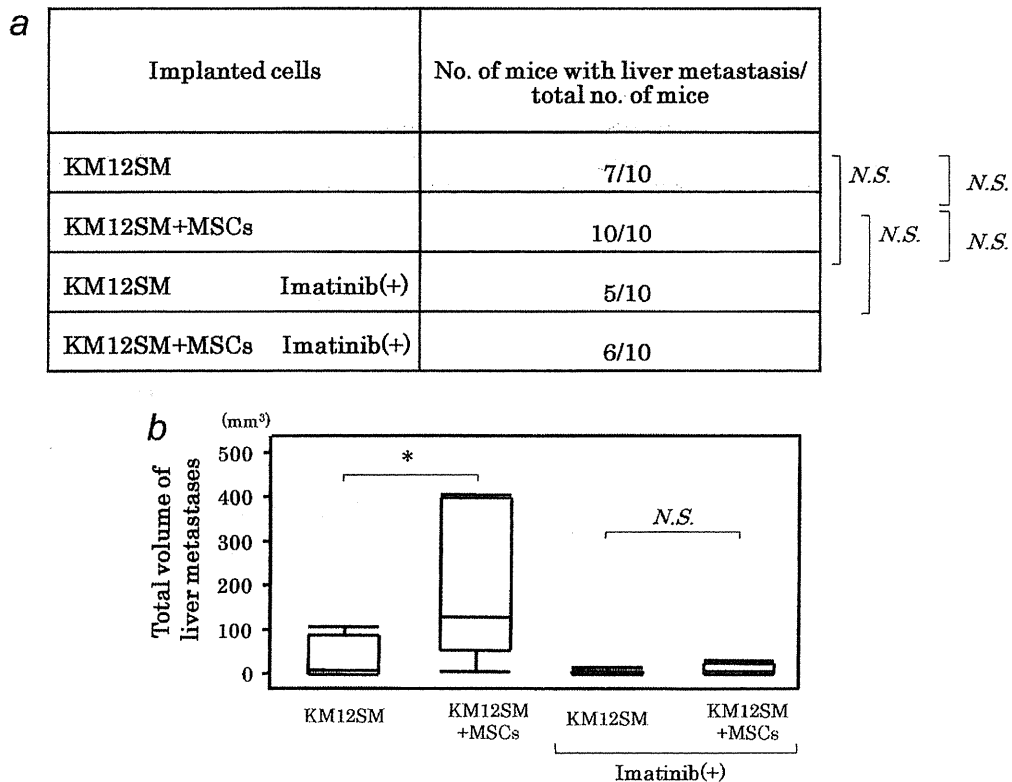 a
Implanted cells
No. of mice with liver metastasis/
total no. of mice
KM12SM 7/10
KM12SM+MSCs 10/10
KM12SM Imatinib(+) 5/10
KM12SM+MSCs Imatinib(+) 6/10
N.S.
N.S.
N.S.
N.S.
b
(mm³)
Total volume of
liver metastases
500
400
300
200
100
0
*
N.S.
KM12SM
KM12SM
+MSCs
KM12SM
KM12SM
+MSCs
Imatinib(+)